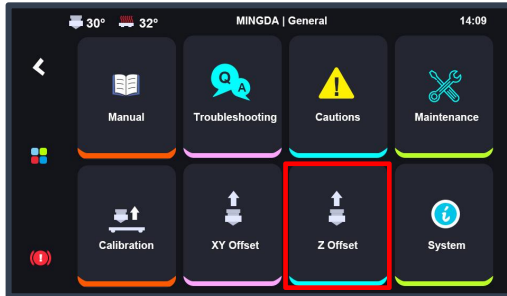 30° 32° MINGDA | General 14:09
Q A
Manual Troubleshooting Cautions Maintenance
Calibration XY Offset Z Offset System